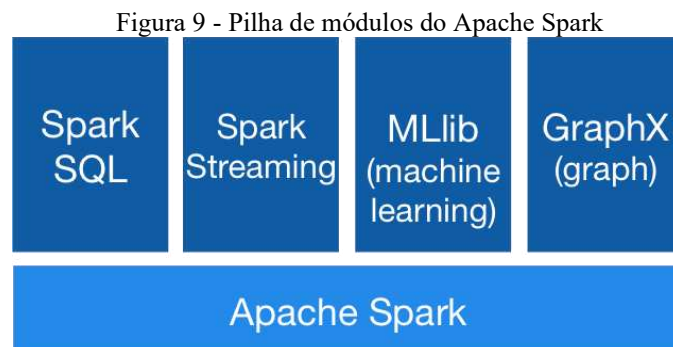 Figura 9 - Pilha de módulos do Apache Spark
Spark
SQL
Spark
Streaming
MLlib
(machine
learning)
GraphX
(graph)
Apache Spark